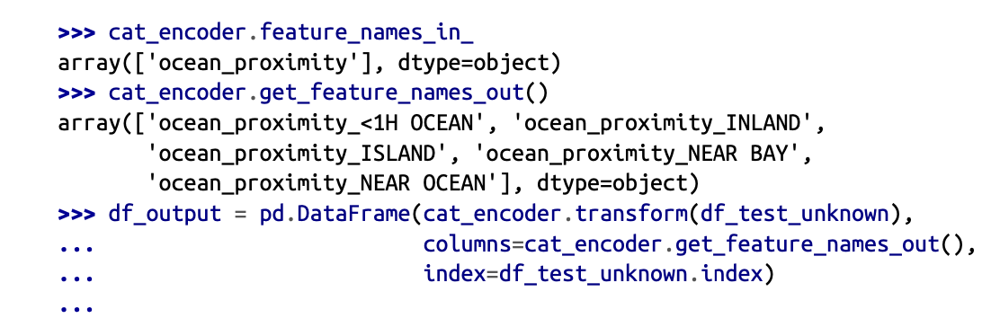 >>> cat_encoder.feature_names_in_
array(['ocean_proximity'], dtype=object)
>>> cat_encoder.get_feature_names_out()
array(['ocean_proximity_<1H OCEAN', 'ocean_proximity_INLAND',
       'ocean_proximity_ISLAND', 'ocean_proximity_NEAR BAY',
       'ocean_proximity_NEAR OCEAN'], dtype=object)
>>> df_output = pd.DataFrame(cat_encoder.transform(df_test_unknown),
...                          columns=cat_encoder.get_feature_names_out(),
...                          index=df_test_unknown.index)
...